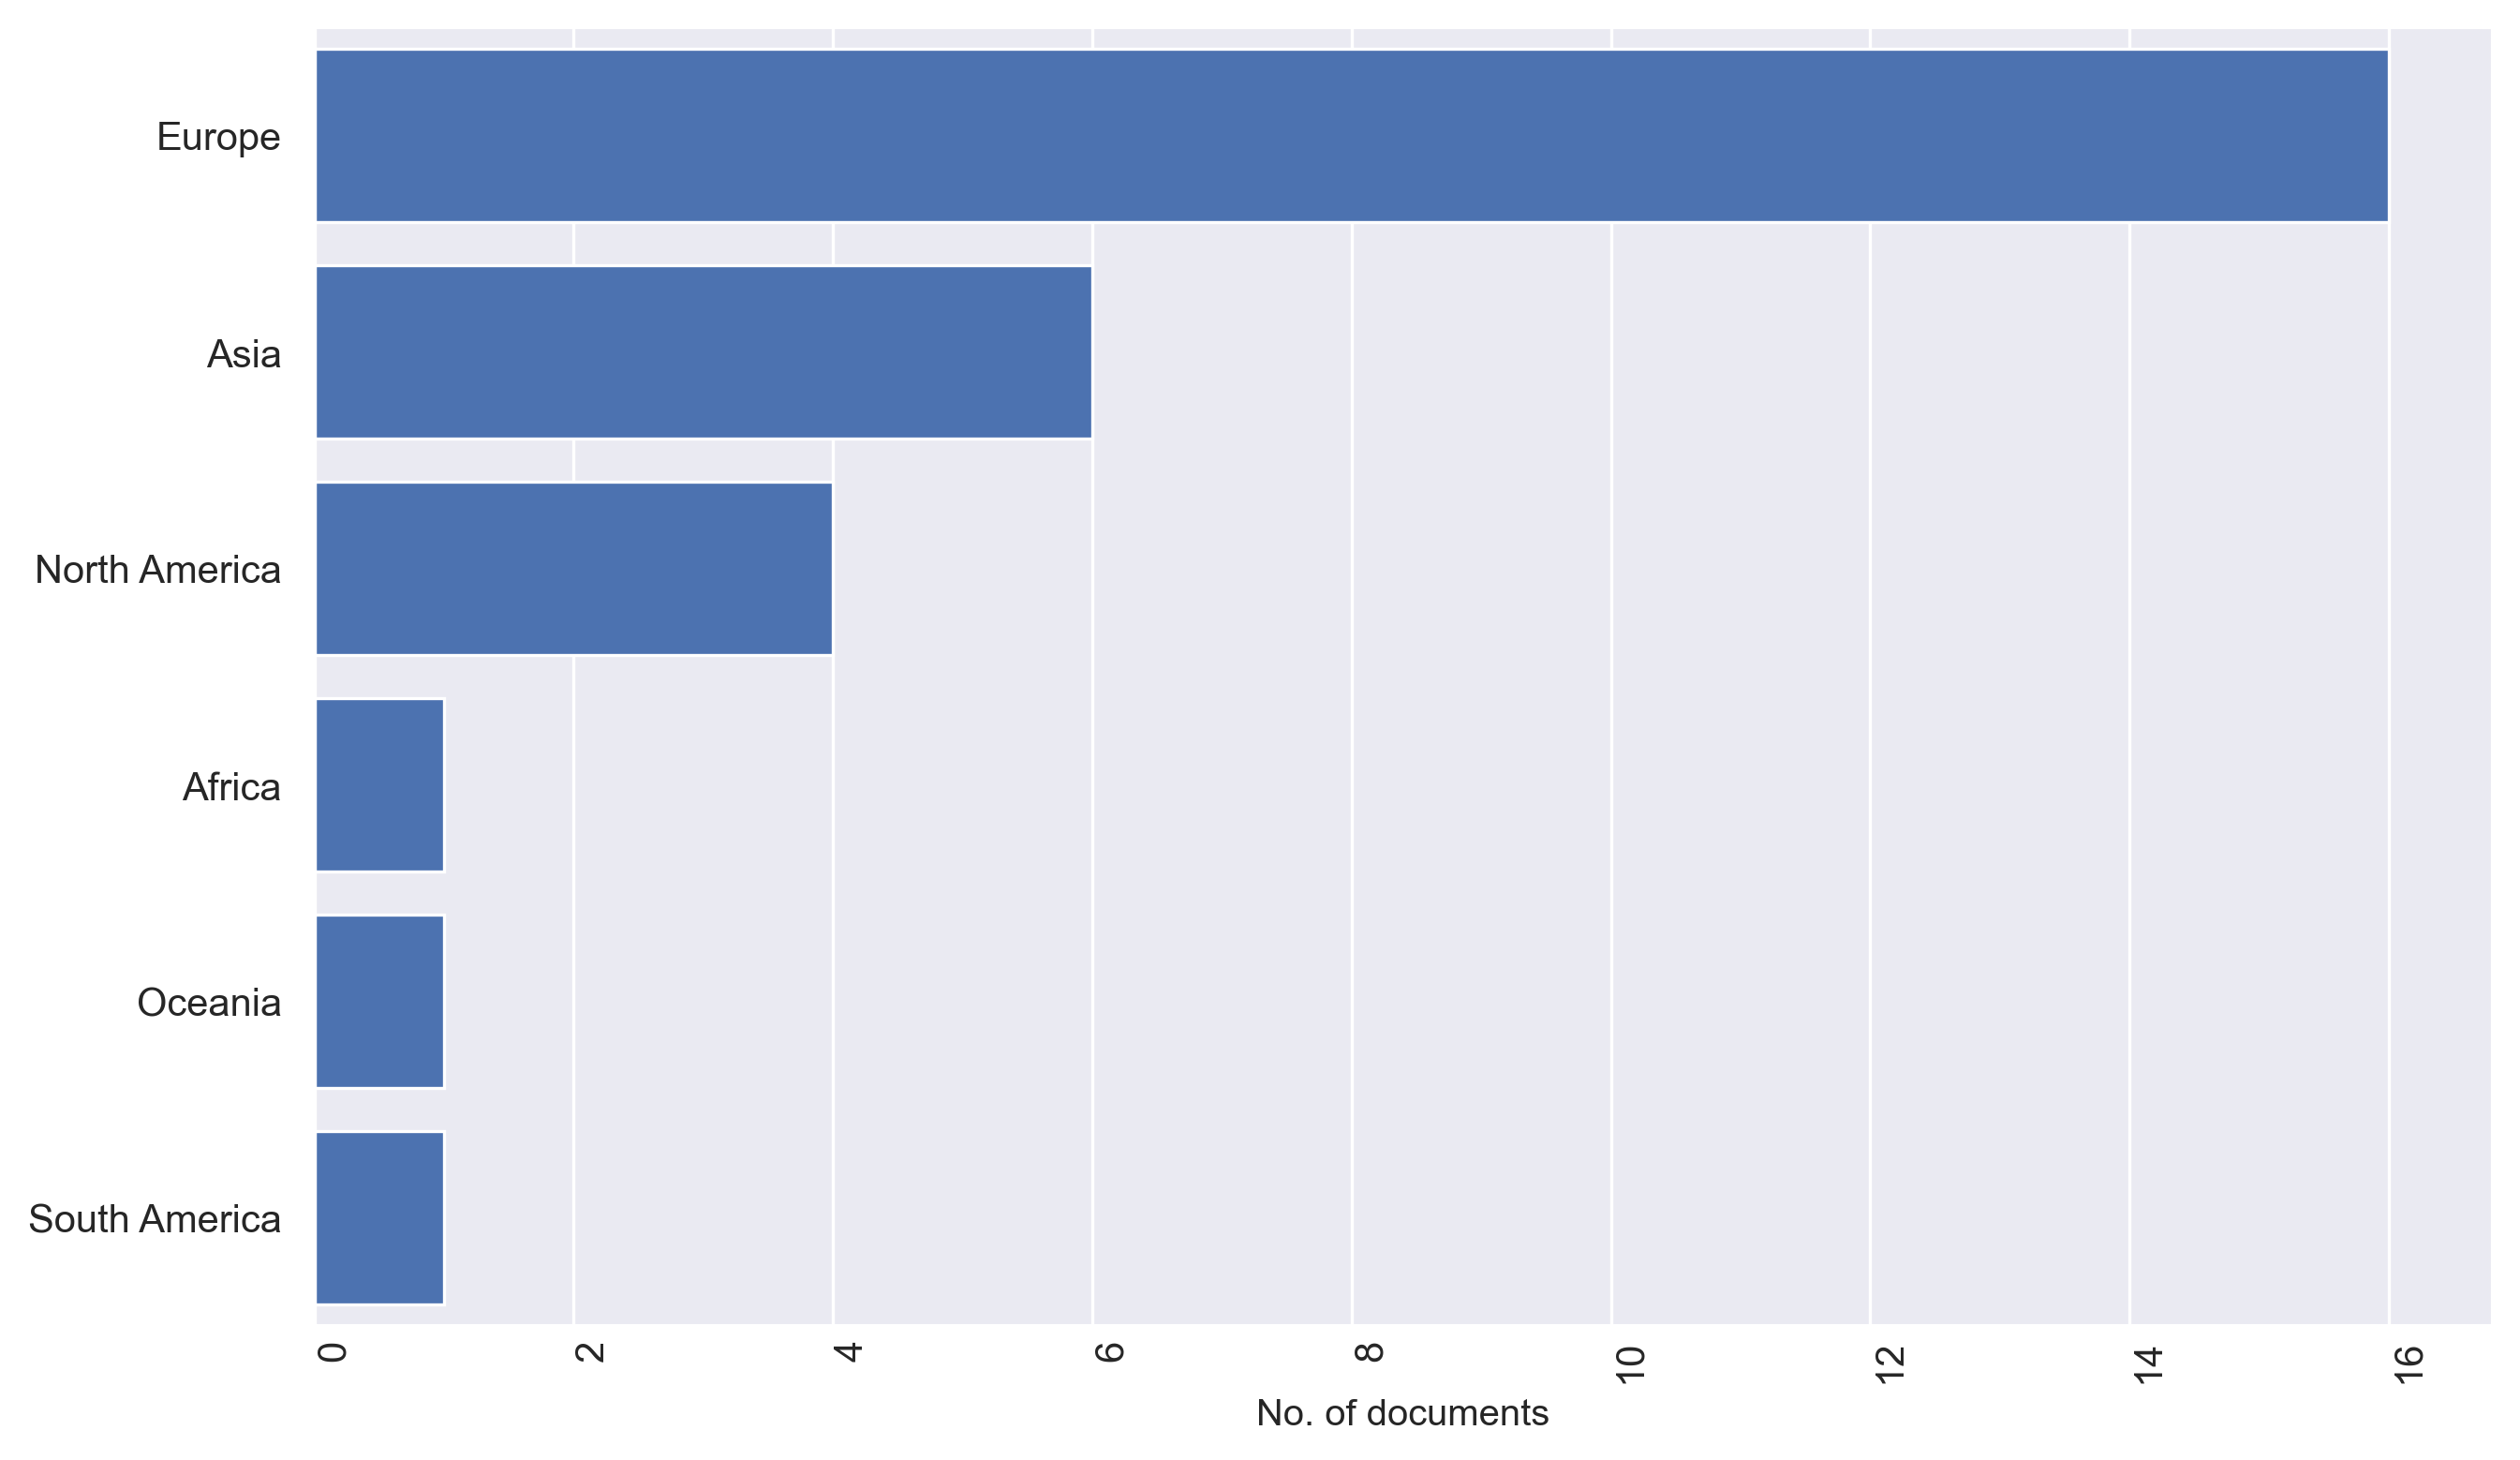 Europe
Asia
North America
Africa
Oceania
South America
0 2 4 6 8 10 12 14 16
No. of documents